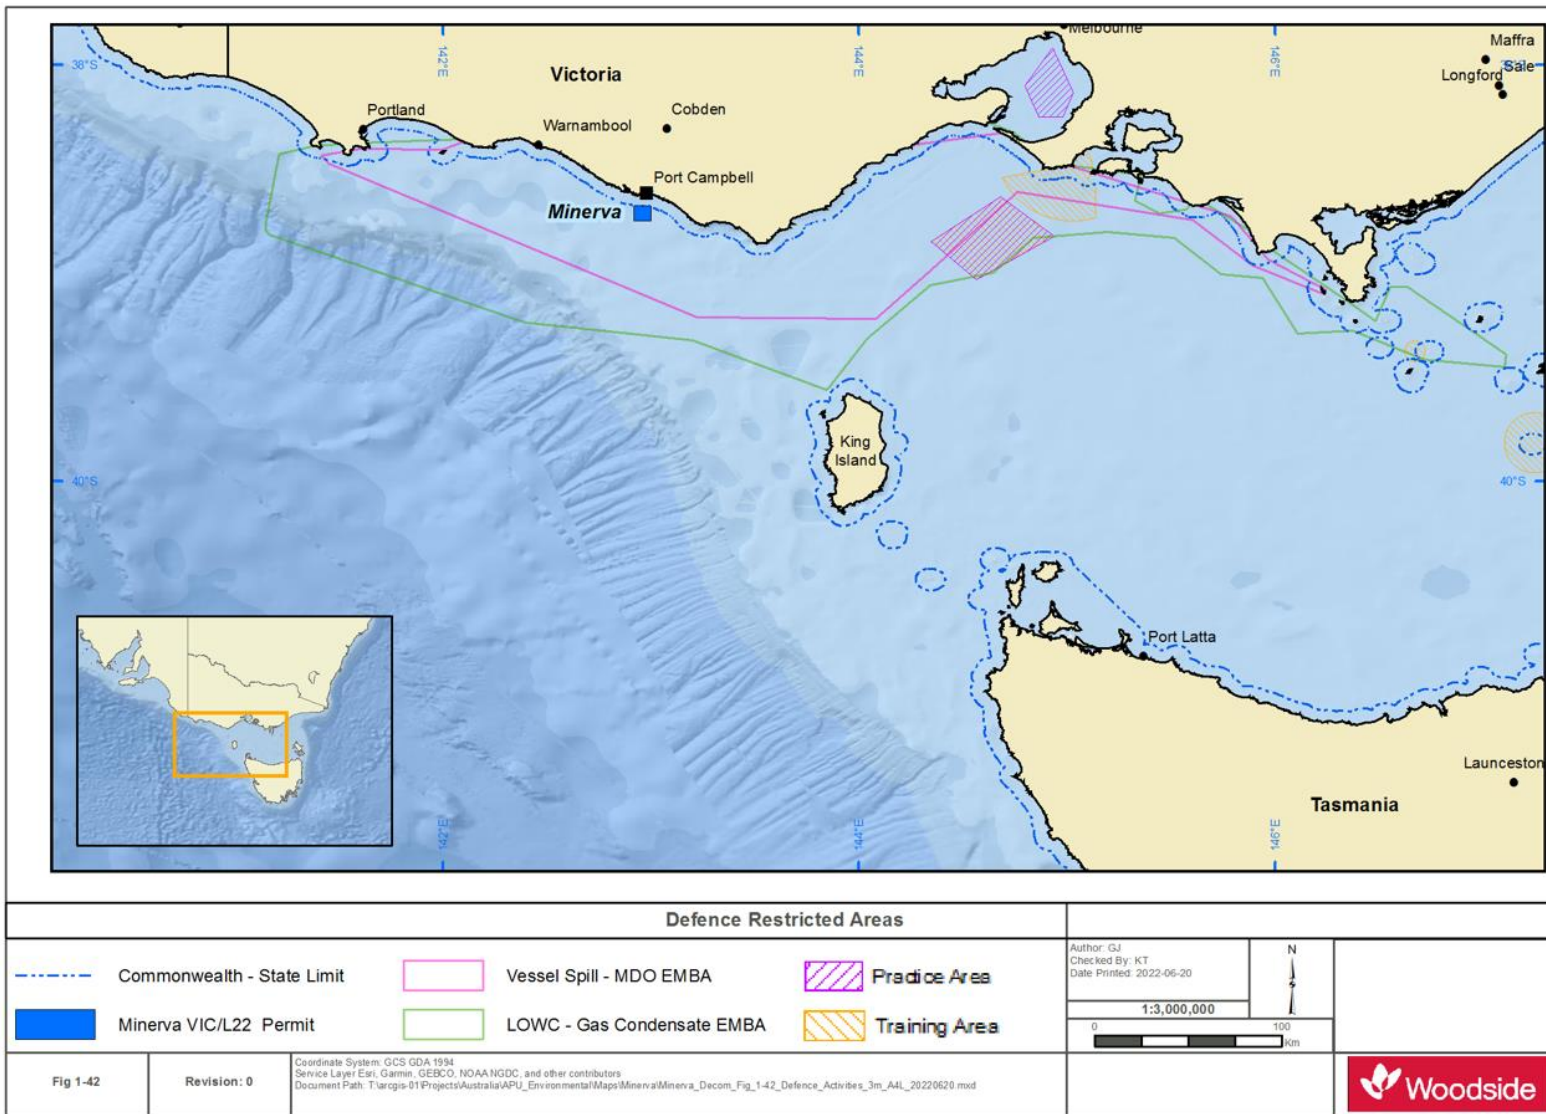 Melbourne
Maffra
38°S
142°E
144°E
146°E
Sale
Longford
Victoria
Portland
Cobden
Warnambool
Port Campbell
Minerva
King
Island
40°S
40°S
Port Latta
Launceston
Tasmania
142°E
144°E
146°E
Defence Restricted Areas
Commonwealth - State Limit
Vessel Spill - MDO EMBA
Practice Area
Minerva VIC/L22 Permit
LOWC - Gas Condensate EMBA
Training Area
Author: GJ
Checked By: KT
Date Printed: 2022-06-20
N
1:3,000,000
0 100
Km
Fig 1-42
Revision: 0
Coordinate System: GCS GDA 1994
Service Layer Esri, Garmin, GEBCO, NOAA NGDC, and other contributors
Document Path: T:\arcgis-01\Projects\Australia\APU_Environmental\Maps\Minerva\Minerva_Decom_Fig_1-42_Defence_Activities_3m_A4L_20220620.mxd
Woodside